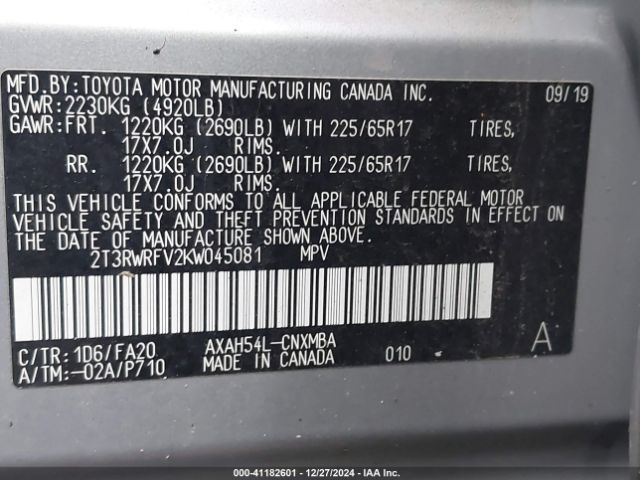 MFD.BY:TOYOTA MOTOR MANUFACTURING CANADA INC. 09/19
GVWR:2230KG (4920LB)
GAWR:FRT. 1220KG (2690LB) WITH 225/65R17 TIRES,
17X7.0J RIMS.
RR. 1220KG (2690LB) WITH 225/65R17 TIRES,
17X7.0J RIMS.
THIS VEHICLE CONFORMS TO ALL APPLICABLE FEDERAL MOTOR
VEHICLE SAFETY AND THEFT PREVENTION STANDARDS IN EFFECT ON
THE DATE OF MANUFACTURE SHOWN ABOVE.
2T3RWRFV2KW045081 MPV
C/TR:1D6/FA20 AXAH54L-CNXMBA A
A/TM:-02A/P710 MADE IN CANADA 010
000-41182601 - 12/27/2024 - IAA Inc.